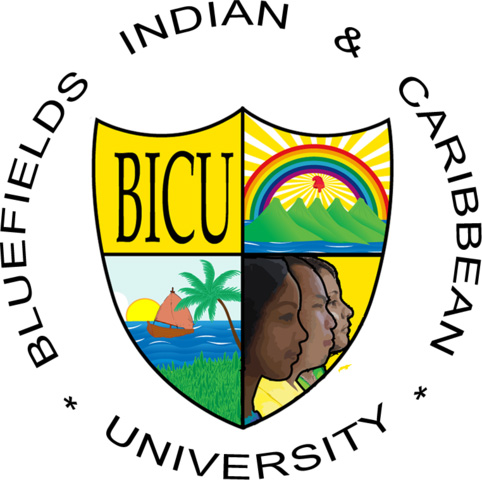 BLUEFIELDS INDIAN & CARIBBEAN
* UNIVERSITY *
BICU